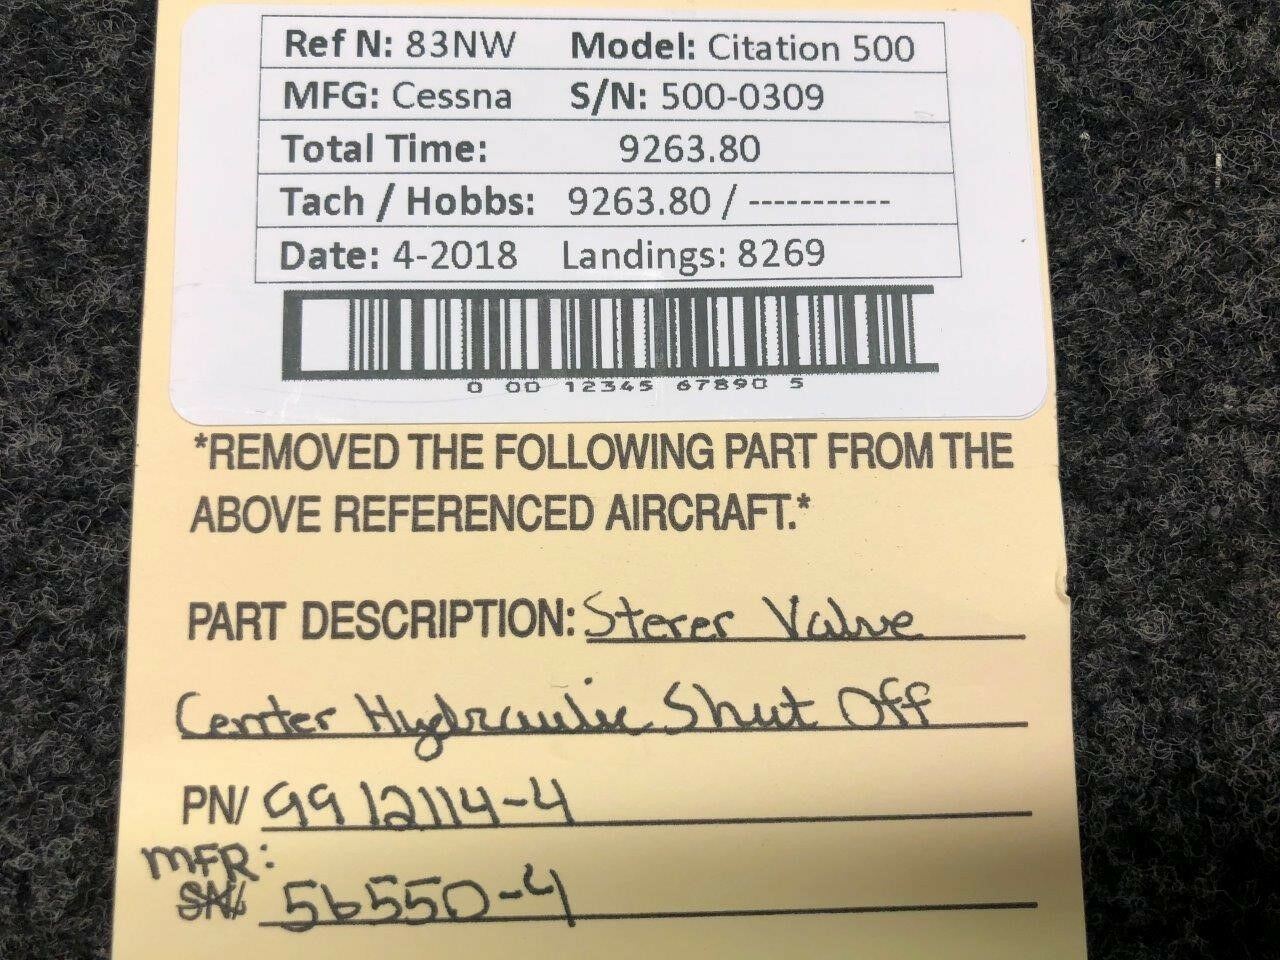 Ref N: 83NW Model: Citation 500
MFG: Cessna S/N: 500-0309
Total Time: 9263.80
Tach / Hobbs: 9263.80 / -----------
Date: 4-2018 Landings: 8269
0 00 12345 67890 5
*REMOVED THE FOLLOWING PART FROM THE
ABOVE REFERENCED AIRCRAFT.*
PART DESCRIPTION: Sterer Valve
Center Hydraulic Shut Off
PN/ 9912114-4
MFR:
SN/ 56550-4